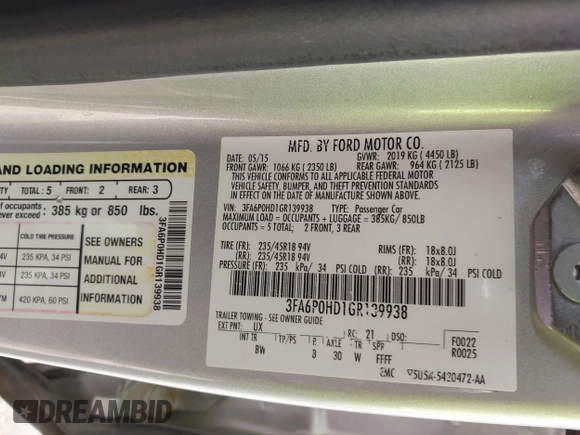 AND LOADING INFORMATION
TY TOTAL: 5 FRONT: 2 REAR: 3
of occupants
never exceed: 385 kg or 850 lbs.
COLD TIRE PRESSURE
4V 235 KPA, 34 PSI
4V 235 KPA, 34 PSI
7M 420 KPA, 60 PSI
SEE OWNERS
MANUAL FOR
ADDITIONAL
INFORMATION
3FA6P0HD1GR139938
MFD. BY FORD MOTOR CO.
DATE: 05/15 GVWR: 2019 KG ( 4450 LB)
FRONT GAWR: 1066 KG ( 2350 LB) REAR GAWR: 964 KG ( 2125 LB)
THIS VEHICLE CONFORMS TO ALL APPLICABLE FEDERAL MOTOR
VEHICLE SAFETY, BUMPER, AND THEFT PREVENTION STANDARDS
IN EFFECT ON THE DATE OF MANUFACTURE SHOWN ABOVE.
VIN: 3FA6P0HD1GR139938 TYPE: Passenger Car
MAXIMUM LOAD = OCCUPANTS + LUGGAGE = 385KG/ 850LB
OCCUPANTS = 5 TOTAL: 2 FRONT, 3 REAR
TIRE (FR): 235/45R18 94V RIMS (FR): 18x8.0J
TIRE (RR): 235/45R18 94V (RR): 18x8.0J
PRESSURE (FR): 235 kPa/ 34 PSI COLD (RR): 235 kPa/ 34 PSI COLD
3FA6P0HD1GR139938
TRAILER TOWING - SEE OWNER GUIDE
EXT PNT: UX RC: 21 DSO: F0022
INT TR TP/PS R AXLE TR SPR R0025
BW 3 30 W FFFF
5U5A-5420472-AA
DREAMBID